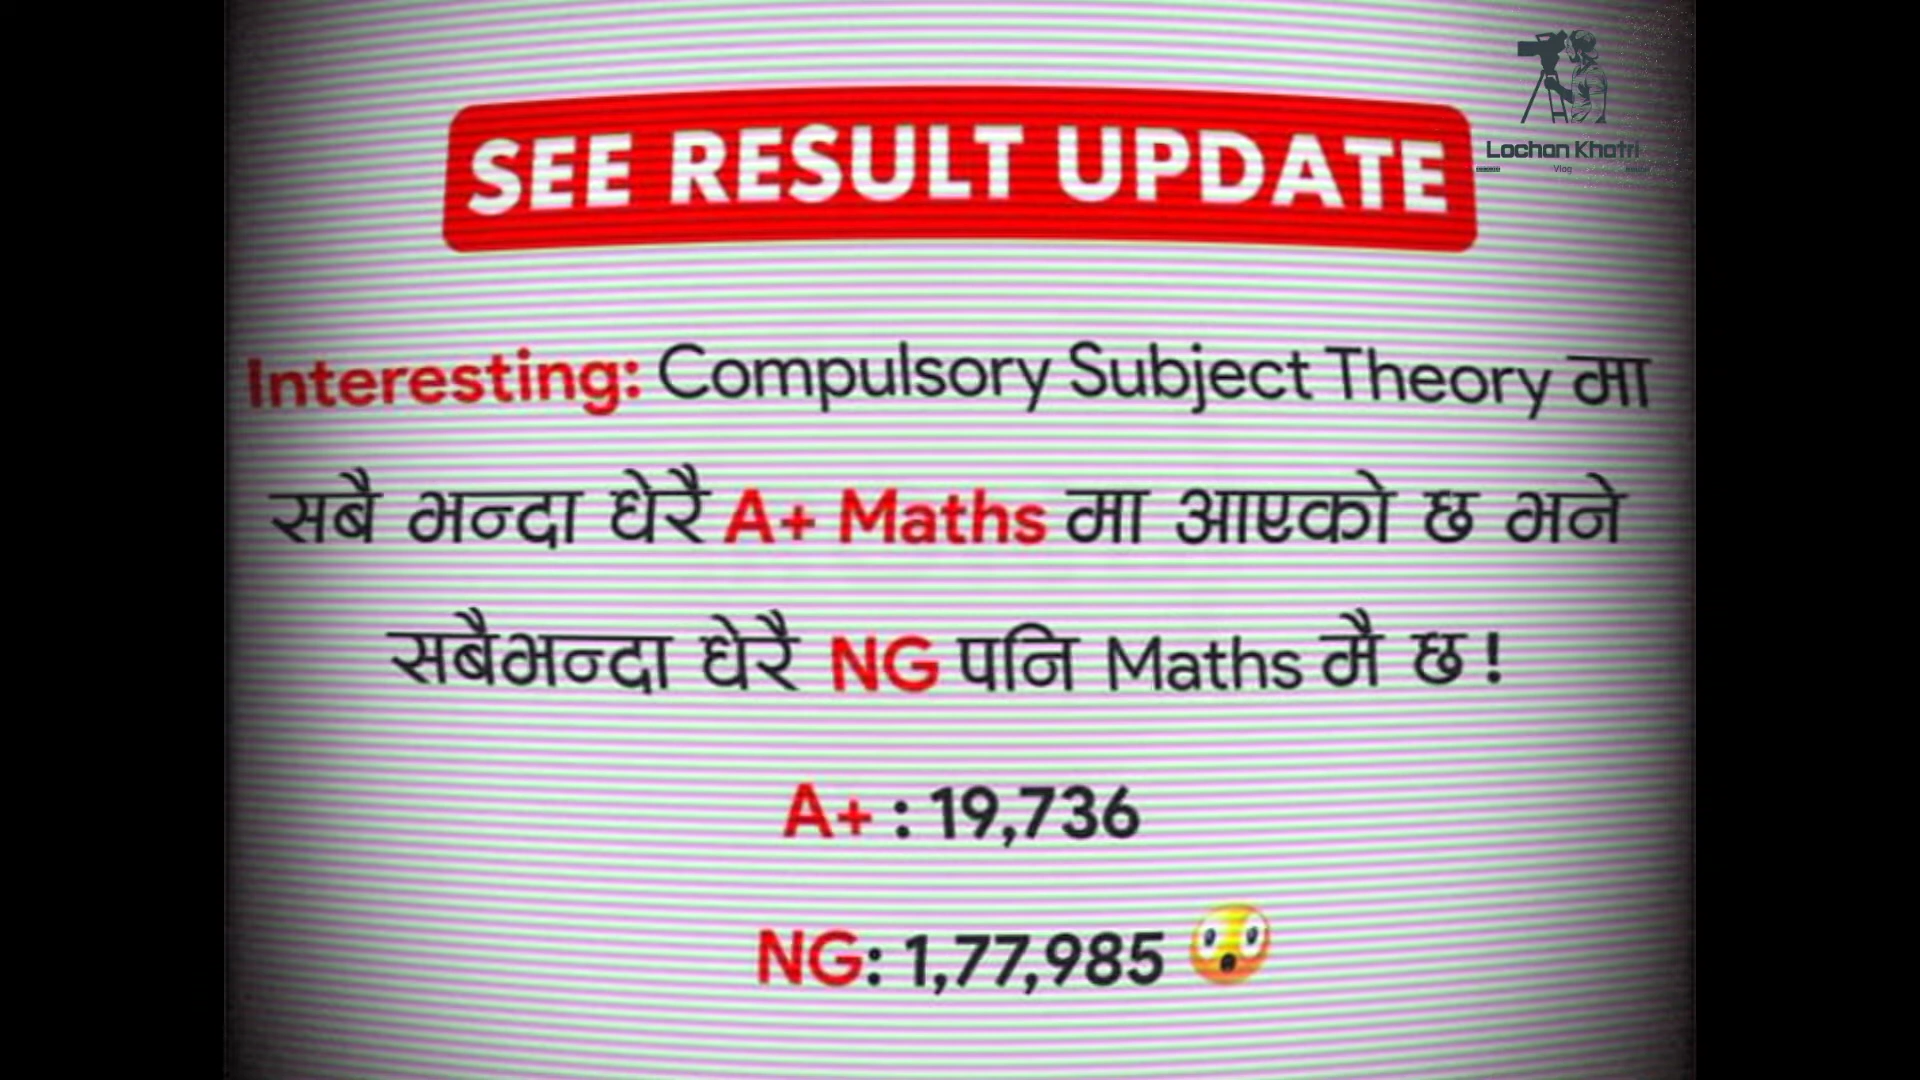 Lochan Khatri
Vlog
SEE RESULT UPDATE
Interesting: Compulsory Subject Theory मा
सबै भन्दा धेरै A+ Maths मा आएको छ भने
सबैभन्दा धेरै NG पनि Maths मै छ!
A+ : 19,736
NG: 1,77,985